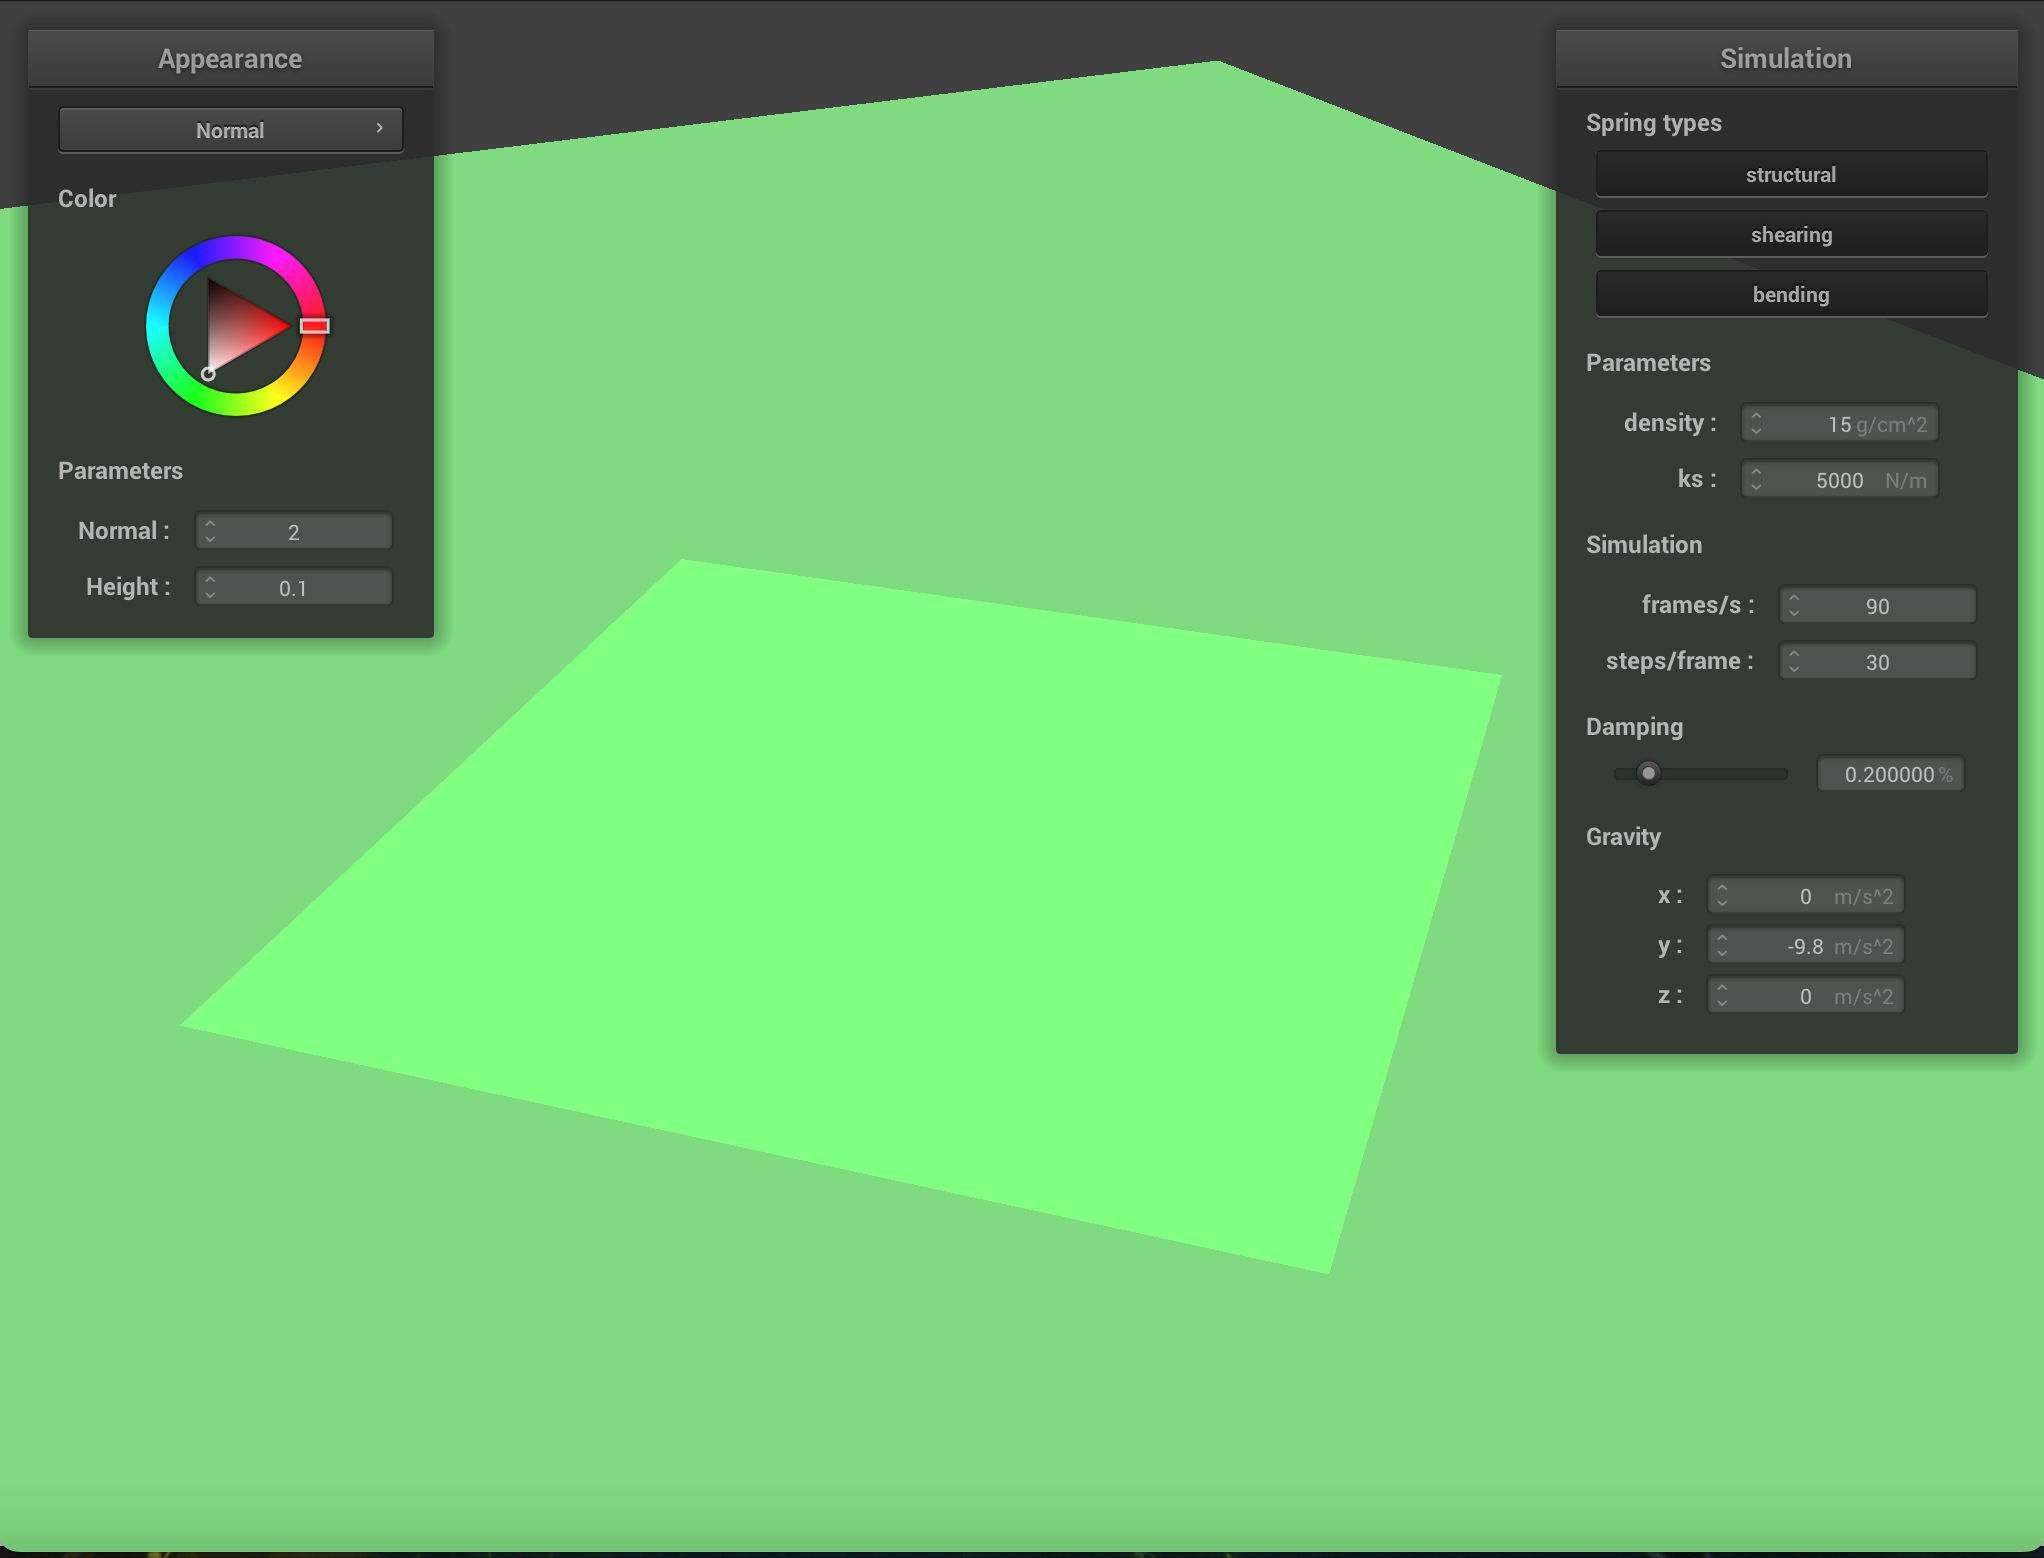 Appearance
Normal
Color
Parameters
Normal : 2
Height : 0.1
Simulation
Spring types
structural
shearing
bending
Parameters
density : 15 g/cm^2
ks : 5000 N/m
Simulation
frames/s : 90
steps/frame : 30
Damping
0.200000 %
Gravity
x : 0 m/s^2
y : -9.8 m/s^2
z : 0 m/s^2